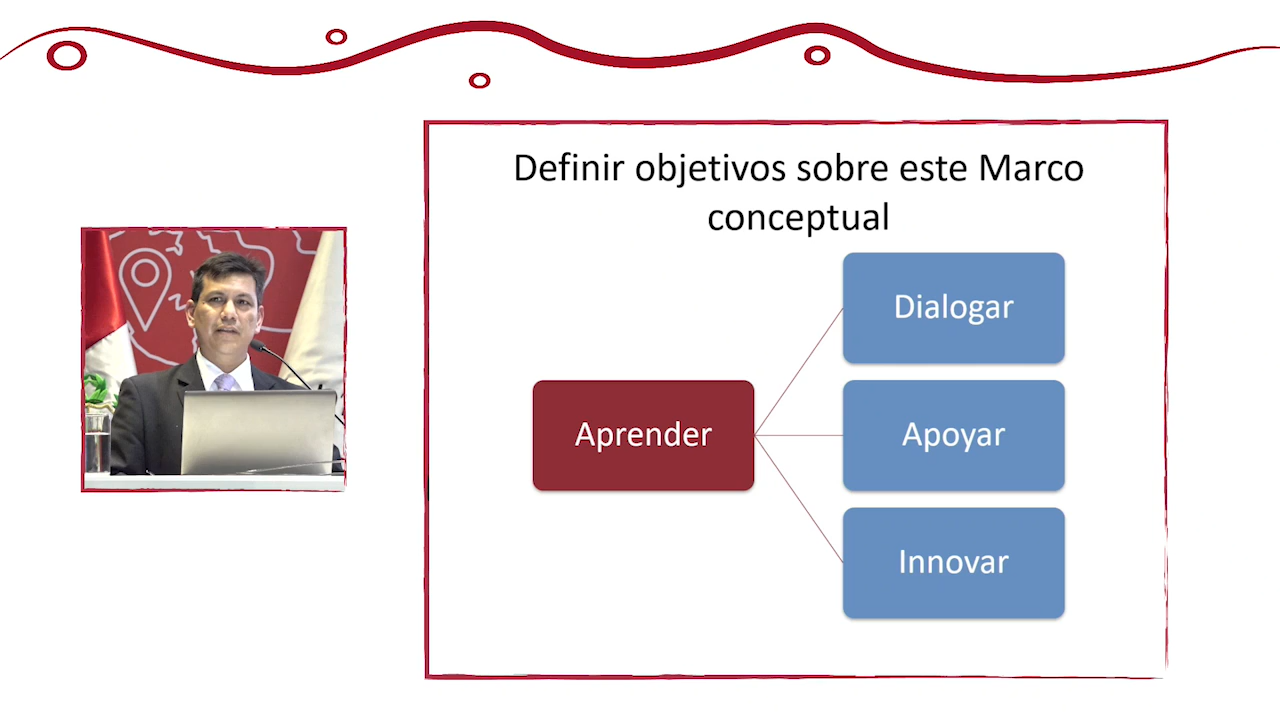 Definir objetivos sobre este Marco
conceptual
Dialogar
Aprender
Apoyar
Innovar